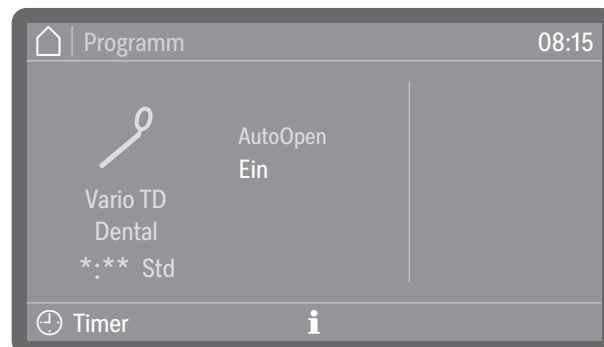 Programm
08:15
AutoOpen
Ein
Vario TD
Dental
*:** Std
Timer
i